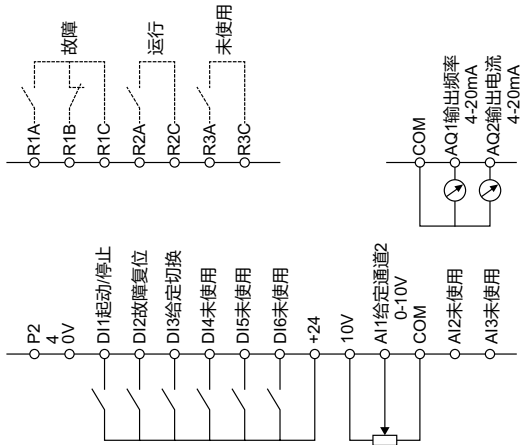 故障
运行
未使用
R1A
R1B
R1C
R2A
R2C
R3A
R3C
COM
AQ1输出频率
4-20mA
AQ2输出电流
4-20mA
P2
4
0V
DI1起动/停止
DI2故障复位
DI3给定切换
DI4未使用
DI5未使用
DI6未使用
+24
10V
AI1给定通道2
0-10V
COM
AI2未使用
AI3未使用